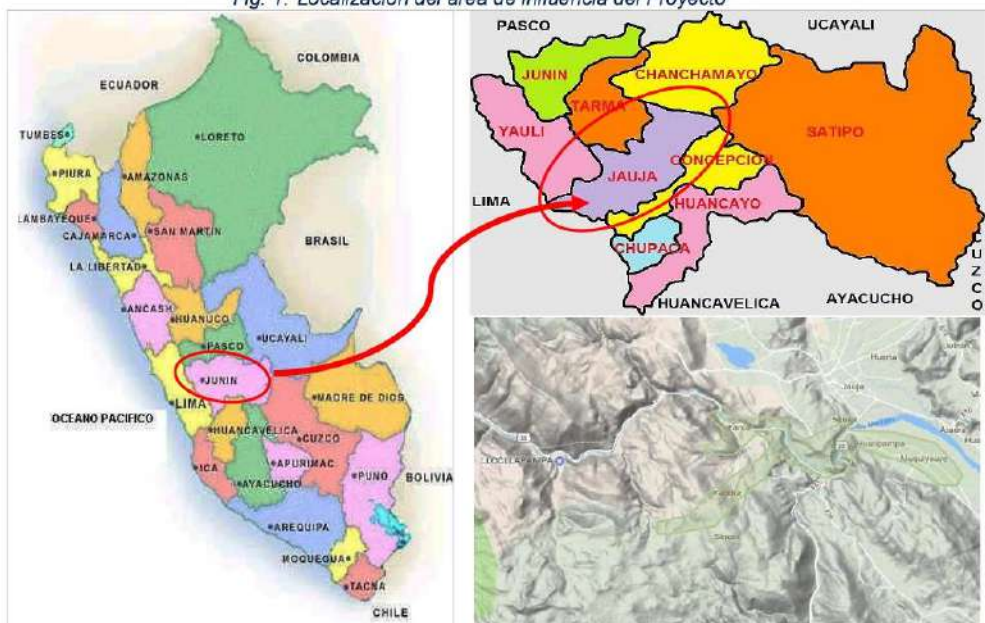 Fig. 1: Localización del área de influencia del Proyecto
COLOMBIA
ECUADOR
TUMBES
LORETO
PIURA
AMAZONAS
LAMBAYEQUE
CAJAMARCA
SAN MARTIN
BRASIL
LA LIBERTAD
ANCASH
HUANUCO
UCAYALI
PASCO
JUNIN
LIMA
MADRE DE DIOS
OCEANO PACIFICO
HUANCAVELICA
CUZCO
ICA
APURIMAC
PUNO
BOLIVIA
AYACUCHO
AREQUIPA
MOQUEGUA
TACNA
CHILE
PASCO
UCAYALI
JUNIN
CHANCHAMAYO
TARMA
YAULI
SATIPO
CONCEPCION
JAUJA
LIMA
HUANCAYO
CHUPACA
CUZCO
HUANCAVELICA
AYACUCHO
Jauja
Huancampa
Muquiyauyo